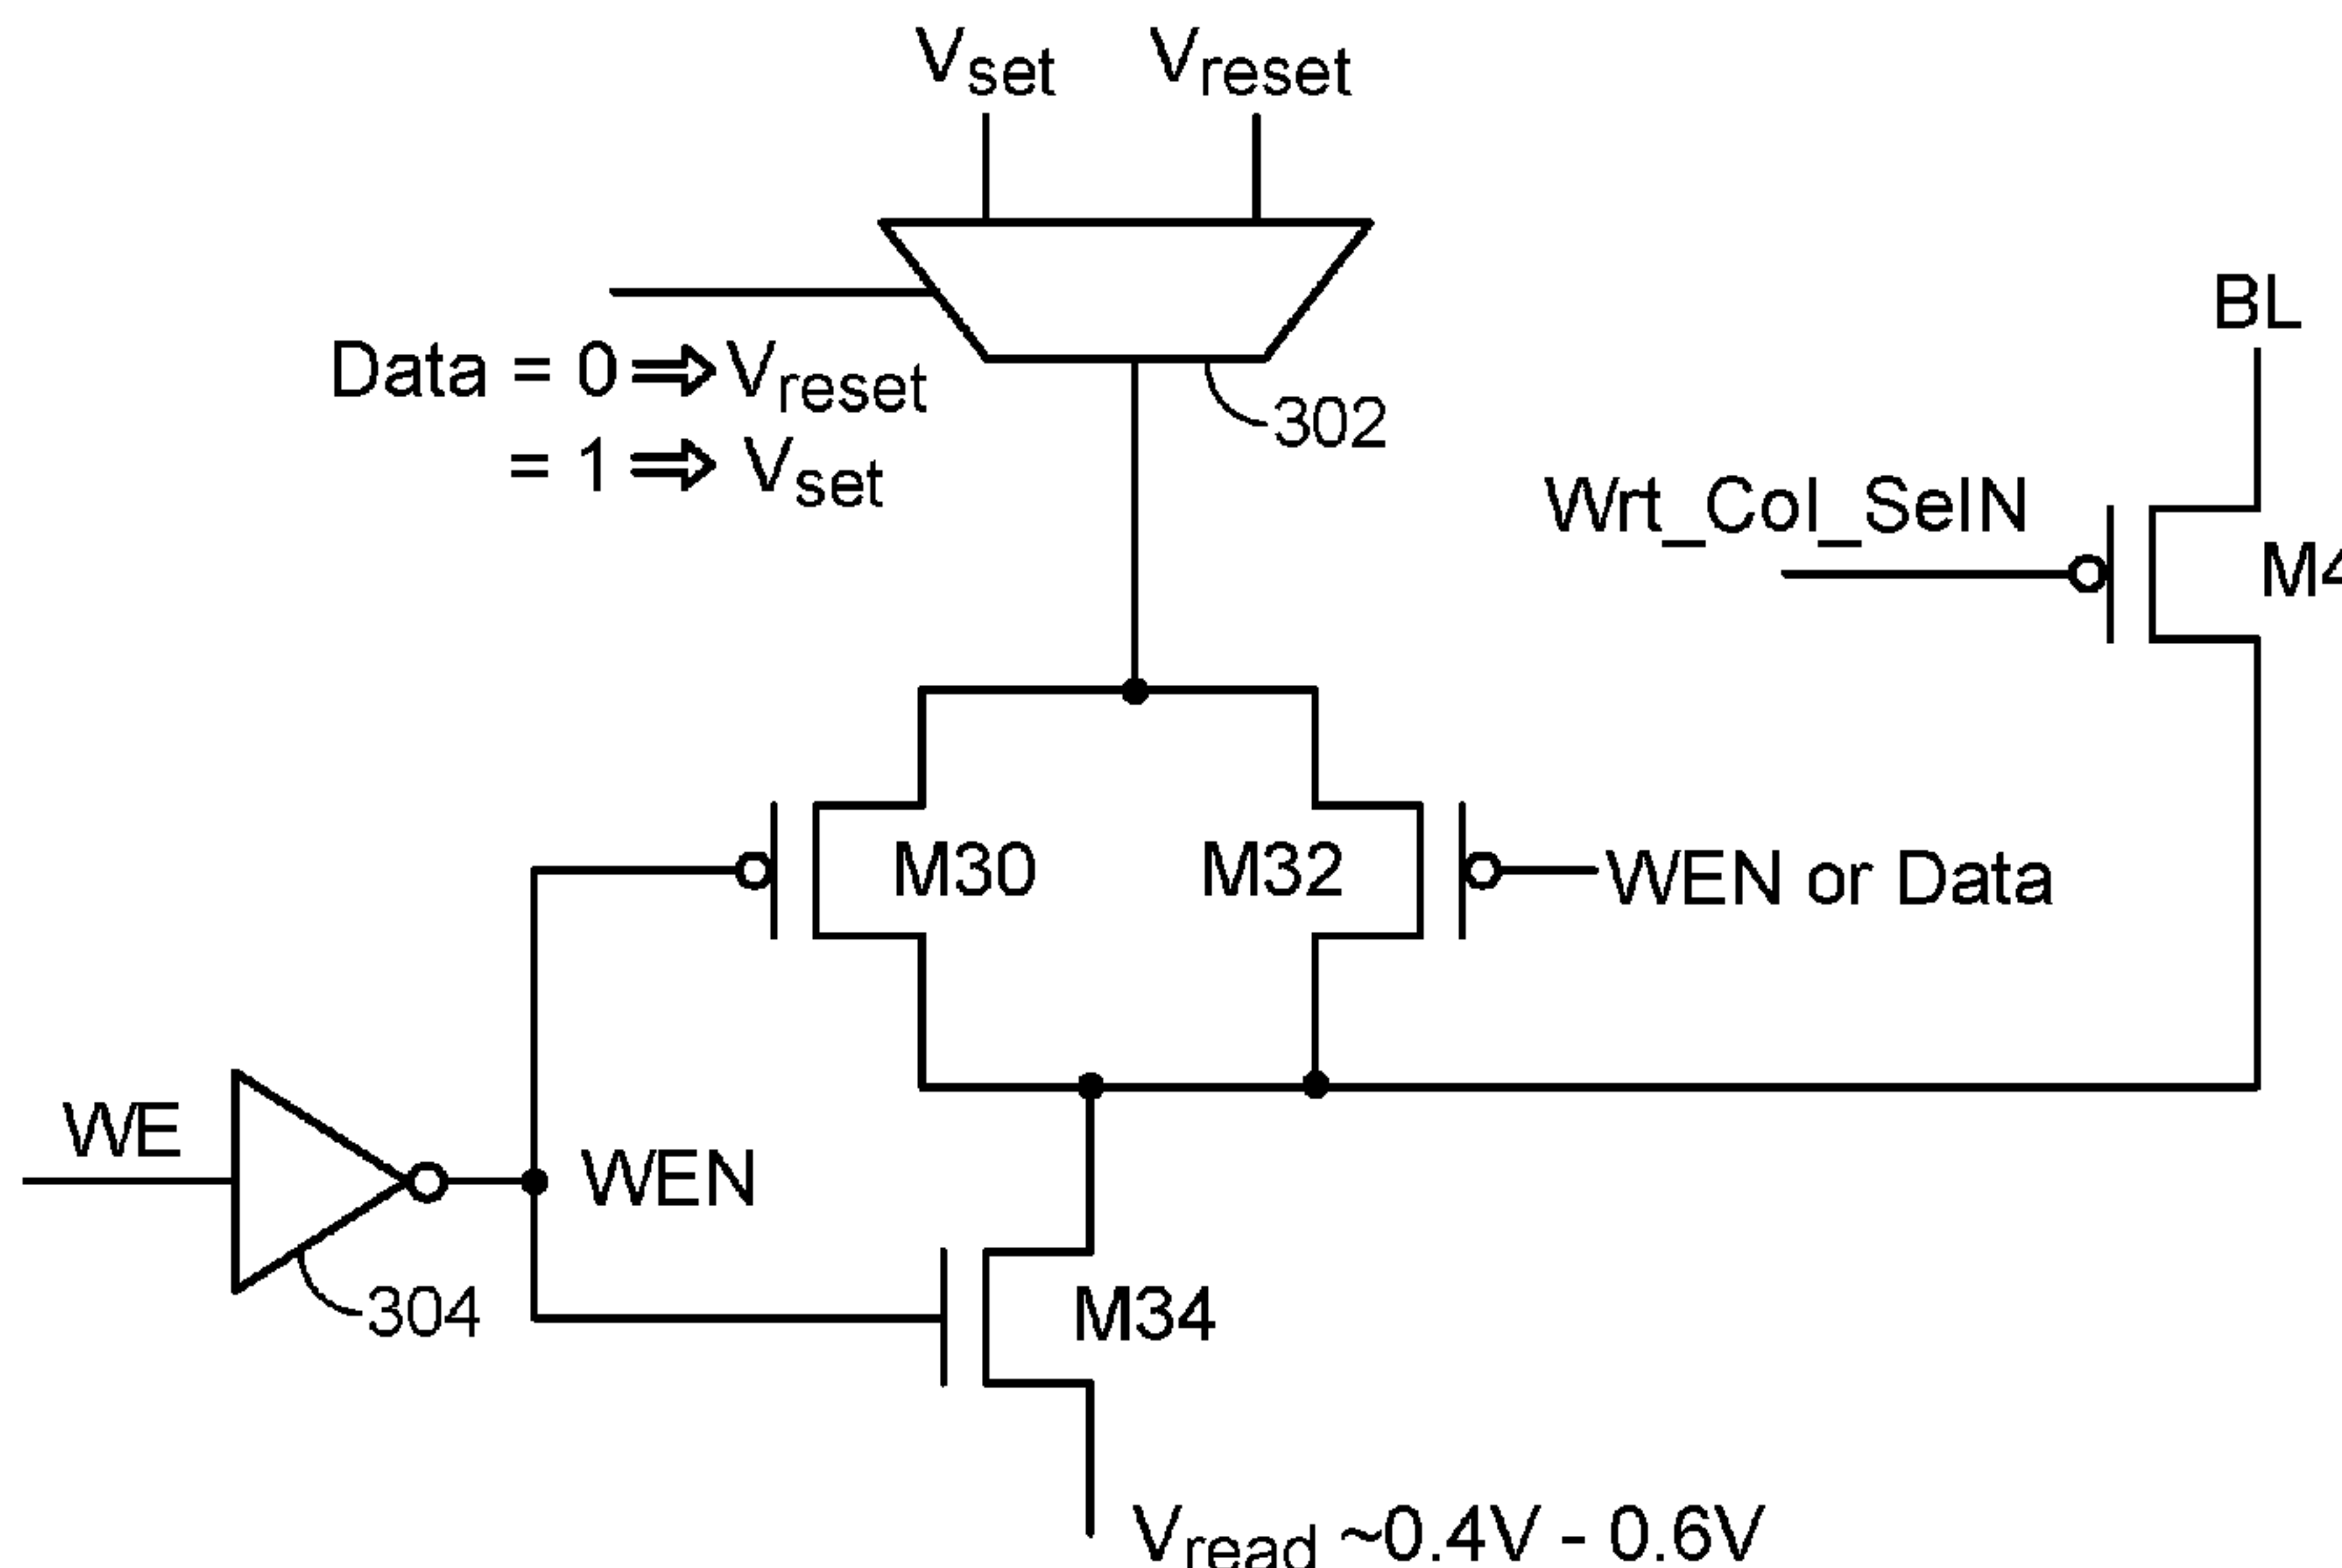 Vset
Vreset
Data = 0 ⇒ Vreset
= 1 ⇒ Vset
302
BL
Wrt_Col_SelN
M30
M32
WEN or Data
WE
WEN
304
M34
Vread ~0.4V - 0.6V